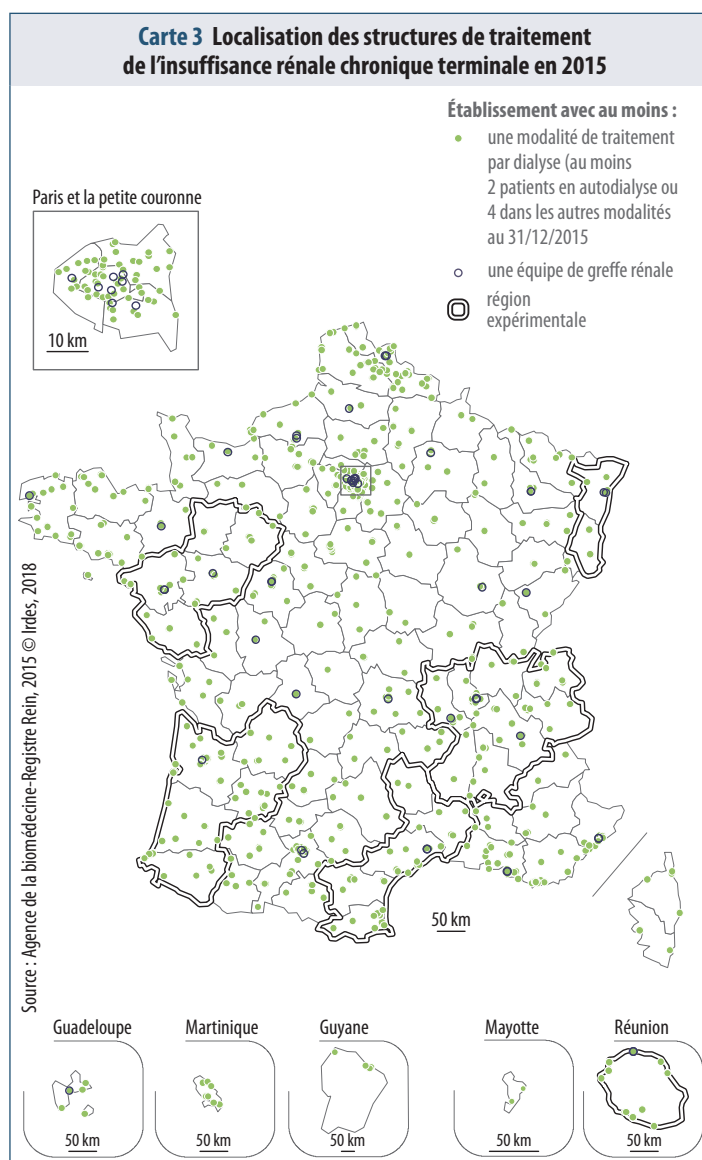 Carte 3 Localisation des structures de traitement
de l'insuffisance rénale chronique terminale en 2015
Établissement avec au moins :
une modalité de traitement
par dialyse (au moins
2 patients en autodialyse ou
4 dans les autres modalités
au 31/12/2015
une équipe de greffe rénale
région
expérimentale
Paris et la petite couronne
10 km
50 km
Source : Agence de la biomédecine-Registre Rein, 2015 © Irdes, 2018
Guadeloupe
50 km
Martinique
50 km
Guyane
50 km
Mayotte
50 km
Réunion
50 km